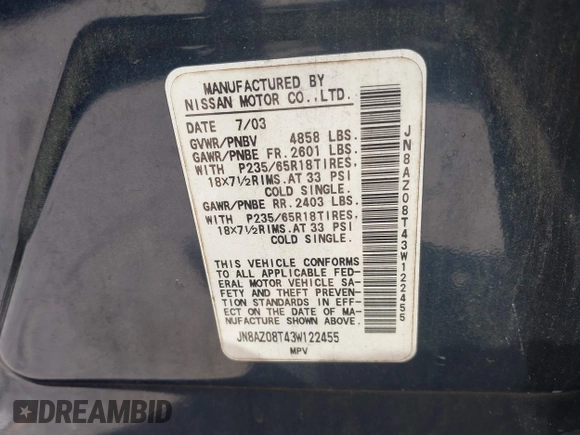 MANUFACTURED BY
NISSAN MOTOR CO.,LTD.
DATE 7/03
GVWR/PNBV 4858 LBS.
GAWR/PNBE FR.2601 LBS.
WITH P235/65R18TIRES,
18X7½RIMS.AT 33 PSI
COLD SINGLE.
GAWR/PNBE RR.2403 LBS.
WITH P235/65R18TIRES,
18X7½RIMS.AT 33 PSI
COLD SINGLE.
THIS VEHICLE CONFORMS
TO ALL APPLICABLE FED-
ERAL MOTOR VEHICLE SA-
FETY AND THEFT PREVEN-
TION STANDARDS IN EFF-
ECT ON THE DATE OF MA-
NUFACTURE SHOWN ABOVE.
JN8AZ08T43W122455
MPV
JN8AZ08T43W122455
DREAMBID